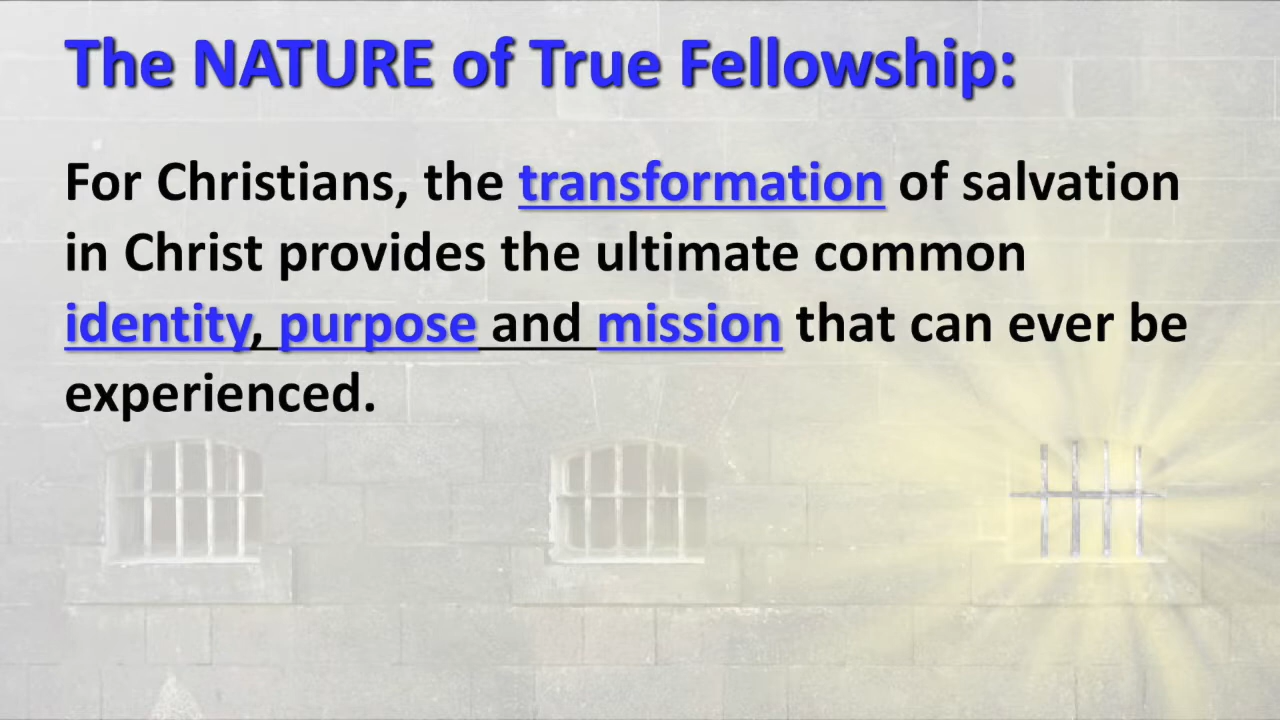 The NATURE of True Fellowship:
For Christians, the transformation of salvation
in Christ provides the ultimate common
identity, purpose and mission that can ever be
experienced.